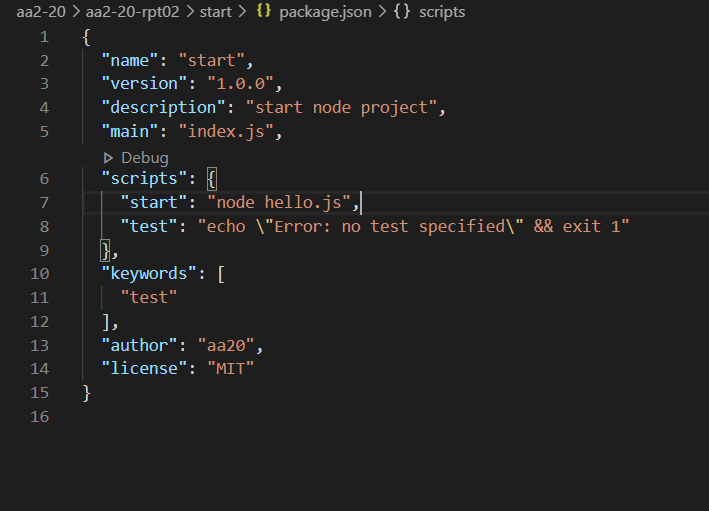 aa2-20 > aa2-20-rpt02 > start > {} package.json > {} scripts
1 {
2 "name": "start",
3 "version": "1.0.0",
4 "description": "start node project",
5 "main": "index.js",
Debug
6 "scripts": {
7 "start": "node hello.js",
8 "test": "echo \"Error: no test specified\" && exit 1"
9 },
10 "keywords": [
11 "test"
12 ],
13 "author": "aa20",
14 "license": "MIT"
15 }
16